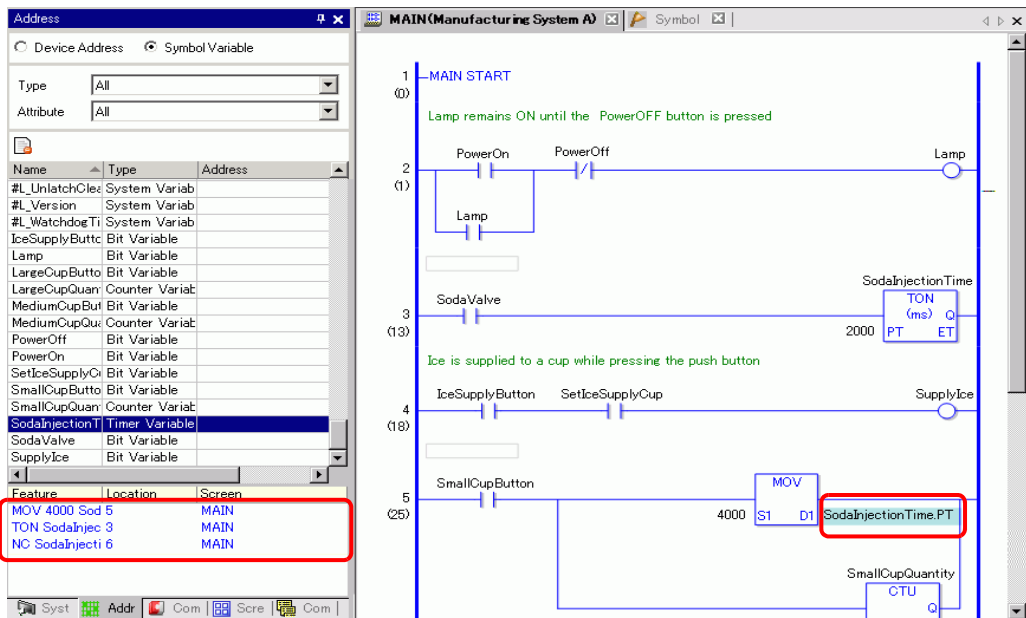 Address
Device Address Symbol Variable
Type All
Attribute All
Name Type Address
#L_UnlatchClea System Variab
#L_Version System Variab
#L_WatchdogTi System Variab
IceSupplyButtc Bit Variable
Lamp Bit Variable
LargeCupButto Bit Variable
LargeCupQuan Counter Variat
MediumCupBut Bit Variable
MediumCupQua Counter Variat
PowerOff Bit Variable
PowerOn Bit Variable
SetIceSupplyCi Bit Variable
SmallCupButto Bit Variable
SmallCupQuan Counter Variat
SodaInjectionT Timer Variable
SodaValve Bit Variable
SupplyIce Bit Variable
Feature Location Screen
MOV 4000 Sod 5 MAIN
TON SodaInjec 3 MAIN
NC SodaInjecti 6 MAIN
Syst Addr Com Scre Com
MAIN(Manufacturing System A) Symbol
1 MAIN START
(0)
Lamp remains ON until the PowerOFF button is pressed
PowerOn PowerOff Lamp
2
(1)
Lamp
SodaInjectionTime
SodaValve TON
3 (ms) Q
(13) 2000 PT ET
Ice is supplied to a cup while pressing the push button
IceSupplyButton SetIceSupplyCup SupplyIce
4
(18)
SmallCupButton MOV
5
(25) 4000 S1 D1 SodaInjectionTime.PT
SmallCupQuantity
CTU
Q